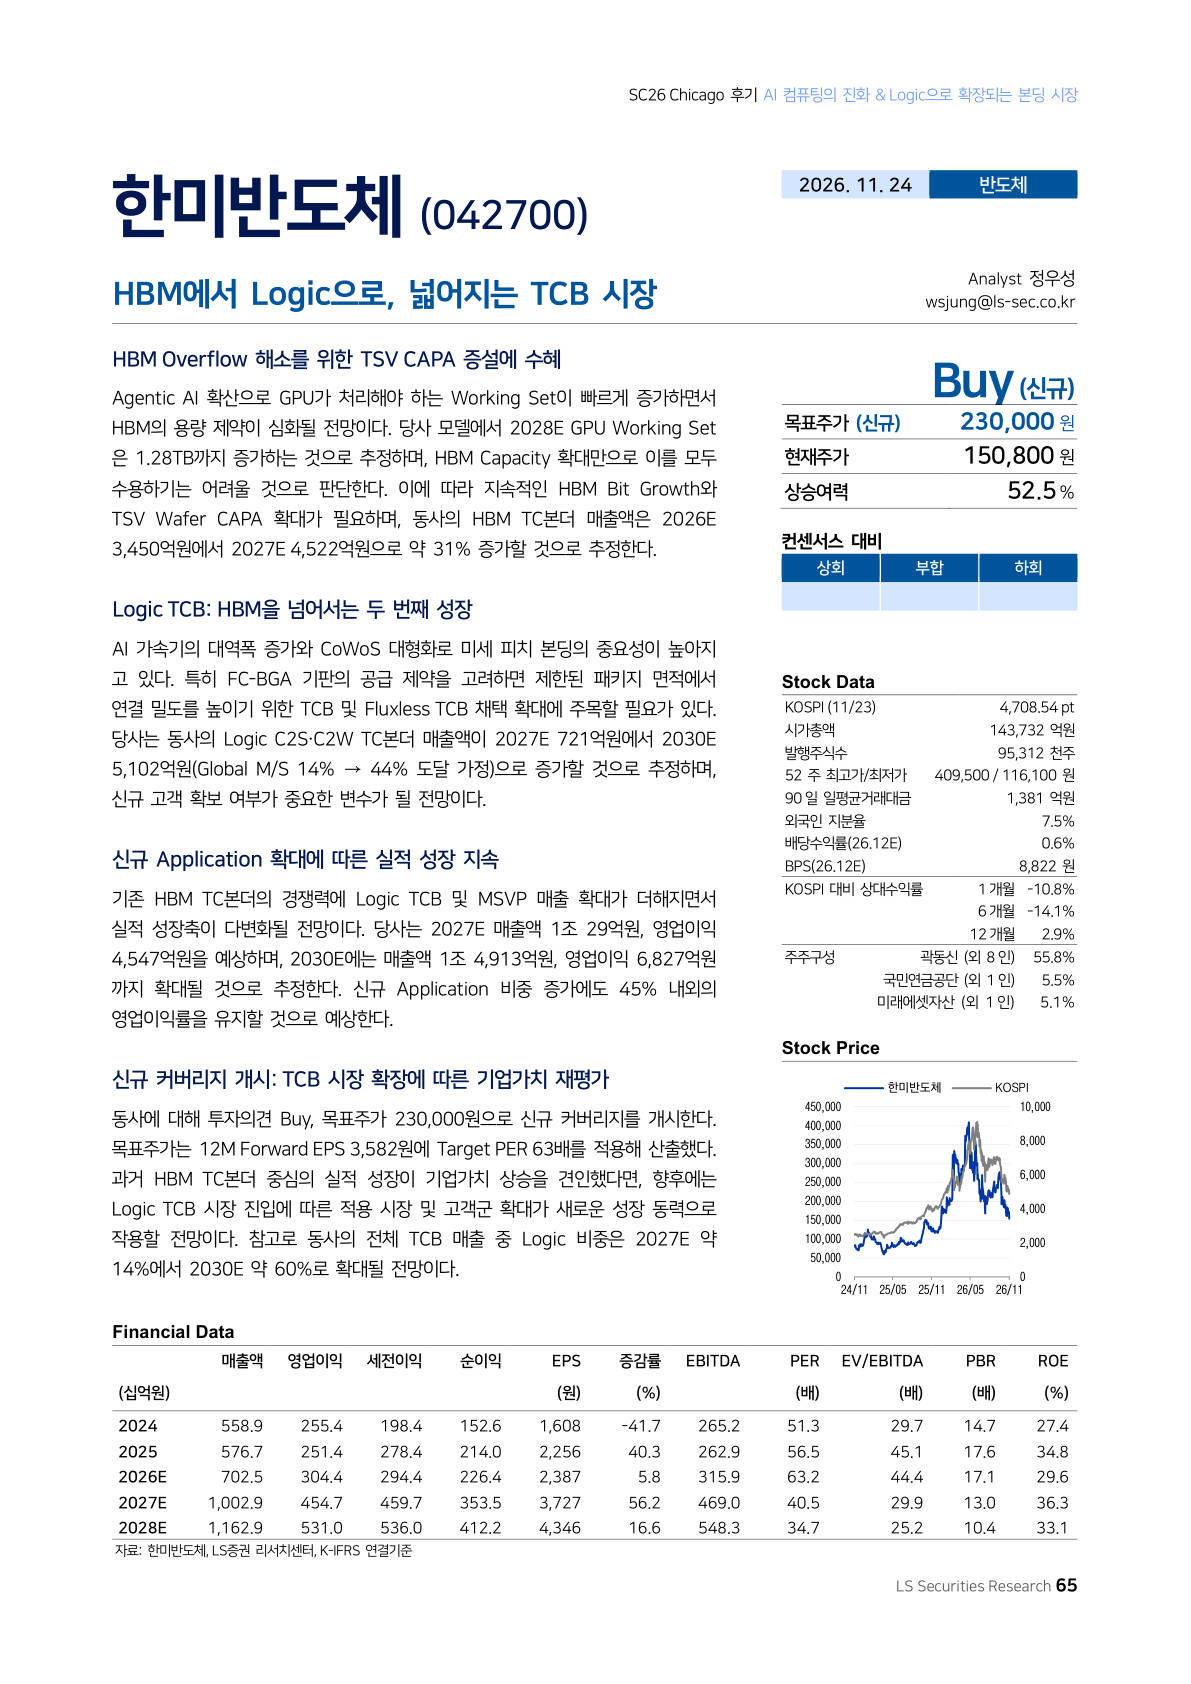 SC26 Chicago 후기 AI 컴퓨팅의 진화 & Logic으로 확장되는 본딩 시장
한미반도체 (042700)
2026. 11. 24 반도체
HBM에서 Logic으로, 넓어지는 TCB 시장
Analyst 정우성
wsjung@ls-sec.co.kr
HBM Overflow 해소를 위한 TSV CAPA 증설에 수혜
Agentic AI 확산으로 GPU가 처리해야 하는 Working Set이 빠르게 증가하면서
HBM의 용량 제약이 심화될 전망이다. 당사 모델에서 2028E GPU Working Set
은 1.28TB까지 증가하는 것으로 추정하며, HBM Capacity 확대만으로 이를 모두
수용하기는 어려울 것으로 판단한다. 이에 따라 지속적인 HBM Bit Growth와
TSV Wafer CAPA 확대가 필요하며, 동사의 HBM TC본더 매출액은 2026E
3,450억원에서 2027E 4,522억원으로 약 31% 증가할 것으로 추정한다.
Logic TCB: HBM을 넘어서는 두 번째 성장
AI 가속기의 대역폭 증가와 CoWoS 대형화로 미세 피치 본딩의 중요성이 높아지
고 있다. 특히 FC-BGA 기판의 공급 제약을 고려하면 제한된 패키지 면적에서
연결 밀도를 높이기 위한 TCB 및 Fluxless TCB 채택 확대에 주목할 필요가 있다.
당사는 동사의 Logic C2S·C2W TC본더 매출액이 2027E 721억원에서 2030E
5,102억원(Global M/S 14% → 44% 도달 가정)으로 증가할 것으로 추정하며,
신규 고객 확보 여부가 중요한 변수가 될 전망이다.
신규 Application 확대에 따른 실적 성장 지속
기존 HBM TC본더의 경쟁력에 Logic TCB 및 MSVP 매출 확대가 더해지면서
실적 성장축이 다변화될 전망이다. 당사는 2027E 매출액 1조 29억원, 영업이익
4,547억원을 예상하며, 2030E에는 매출액 1조 4,913억원, 영업이익 6,827억원
까지 확대될 것으로 추정한다. 신규 Application 비중 증가에도 45% 내외의
영업이익률을 유지할 것으로 예상한다.
신규 커버리지 개시: TCB 시장 확장에 따른 기업가치 재평가
동사에 대해 투자의견 Buy, 목표주가 230,000원으로 신규 커버리지를 개시한다.
목표주가는 12M Forward EPS 3,582원에 Target PER 63배를 적용해 산출했다.
과거 HBM TC본더 중심의 실적 성장이 기업가치 상승을 견인했다면, 향후에는
Logic TCB 시장 진입에 따른 적용 시장 및 고객군 확대가 새로운 성장 동력으로
작용할 전망이다. 참고로 동사의 전체 TCB 매출 중 Logic 비중은 2027E 약
14%에서 2030E 약 60%로 확대될 전망이다.
Buy (신규)
목표주가 (신규) 230,000 원
현재주가 150,800 원
상승여력 52.5 %
컨센서스 대비
상회 부합 하회
Stock Data
KOSPI (11/23) 4,708.54 pt
시가총액 143,732 억원
발행주식수 95,312 천주
52 주 최고가/최저가 409,500 / 116,100 원
90 일 일평균거래대금 1,381 억원
외국인 지분율 7.5%
배당수익률(26.12E) 0.6%
BPS(26.12E) 8,822 원
KOSPI 대비 상대수익률 1 개월 -10.8%
6 개월 -14.1%
12 개월 2.9%
주주구성 곽동신 (외 8 인) 55.8%
국민연금공단 (외 1 인) 5.5%
미래에셋자산 (외 1 인) 5.1%
Stock Price
한미반도체 KOSPI
450,000 10,000
400,000
350,000 8,000
300,000
250,000 6,000
200,000
150,000 4,000
100,000
50,000 2,000
0 0
24/11 25/05 25/11 26/05 26/11
Financial Data
매출액 영업이익 세전이익 순이익 EPS 증감률 EBITDA PER EV/EBITDA PBR ROE
(십억원) (원) (%) (배) (배) (배) (%)
2024 558.9 255.4 198.4 152.6 1,608 -41.7 265.2 51.3 29.7 14.7 27.4
2025 576.7 251.4 278.4 214.0 2,256 40.3 262.9 56.5 45.1 17.6 34.8
2026E 702.5 304.4 294.4 226.4 2,387 5.8 315.9 63.2 44.4 17.1 29.6
2027E 1,002.9 454.7 459.7 353.5 3,727 56.2 469.0 40.5 29.9 13.0 36.3
2028E 1,162.9 531.0 536.0 412.2 4,346 16.6 548.3 34.7 25.2 10.4 33.1
자료: 한미반도체, LS증권 리서치센터, K-IFRS 연결기준
LS Securities Research 65